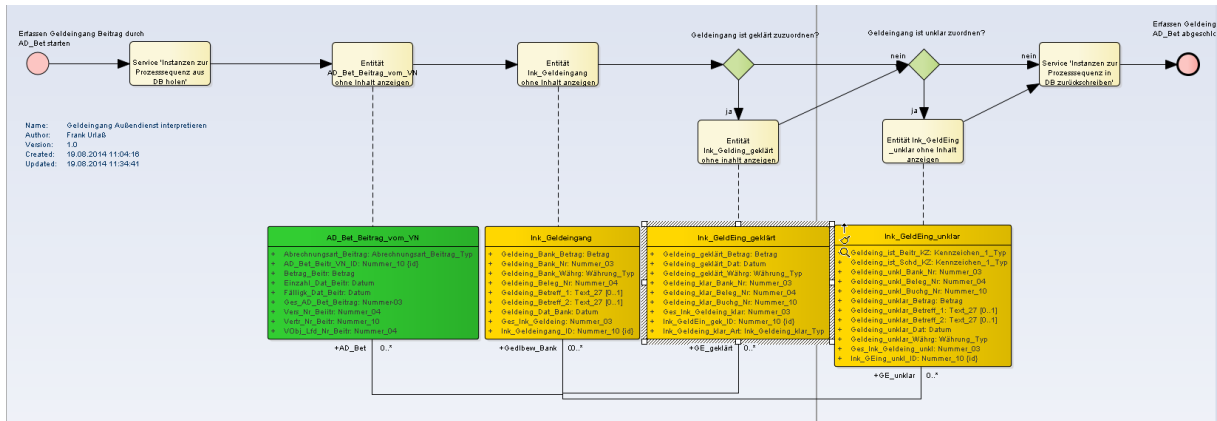 Erfassen Geldeingang Beitrag durch
AD_Bet starten
Service 'Instanzen zur
Prozesssequenz aus
DB holen'
Entität
AD_Bet_Beitrag_vom_VN
ohne Inhalt anzeigen
Entität
Ink_Geldeingang
ohne Inhalt anzeigen
Geldeingang ist geklärt zuzuordnen?
ja
nein
Entität
Ink_Gelding_geklärt
ohne inahlt anzeigen
Geldeingang ist unklar zuordnen?
ja
nein
Entität Ink_GeldEing
_unklar ohne Inhalt
anzeigen
Service 'Instanzen zur
Prozesssequenz in
DB zurückschreiben'
Erfassen Geldeing
AD_Bet abgeschlo
Name: Geldeingang Außendienst interpretieren
Author: Frank Urlaß
Version: 1.0
Created: 19.08.2014 11:04:16
Updated: 19.08.2014 11:34:41
AD_Bet_Beitrag_vom_VN
+ Abrechnungsart_Beitrag: Abrechnungsart_Beitrag_Typ
+ AD_Bet_Beitr_VN_ID: Nummer_10 {id}
+ Betrag_Beitr: Betrag
+ Einzahl_Dat_Beitr: Datum
+ Fälligk_Dat_Beitr: Datum
+ Ges_AD_Bet_Beitrag: Nummer-03
+ Vers_Nr_Beiitr: Nummer_04
+ Vertr_Nr_Beitr: Nummer_10
+ VObj_Lfd_Nr_Beitr: Nummer_04
Ink_Geldeingang
+ Geldeing_Bank_Betrag: Betrag
+ Geldeing_Bank_Nr: Nummer_03
+ Geldeing_Bank_Währg: Währung_Typ
+ Geldeing_Beleg_Nr: Nummer_04
+ Geldeing_Betreff_1: Text_27 [0..1]
+ Geldeing_Betreff_2: Text_27 [0..1]
+ Geldeing_Dat_Bank: Datum
+ Ges_Ink_Geldeing: Nummer_03
+ Ink_Geldeingang_ID: Nummer_10 {id}
Ink_GeldEing_geklärt
+ Geldeing_geklärt_Betrag: Betrag
+ Geldeing_geklärt_Dat: Datum
+ Geldeing_geklärt_Währg: Währung_Typ
+ Geldeing_klar_Bank_Nr: Nummer_03
+ Geldeing_klar_Beleg_Nr: Nummer_04
+ Geldeing_klar_Buchg_Nr: Nummer_10
+ Ges_Ink_Geldeing_klar: Nummer_03
+ Ink_GeldEin_gek_ID: Nummer_10 {id}
+ Ink_Geldeing_klar_Art: Ink_Geldeing_klar_Typ
Ink_GeldEing_unklar
Geldeing_ist_Beitr_KZ: Kennzeichen_1_Typ
+ Geldeing_ist_Schd_KZ: Kennzeichen_1_Typ
+ Geldeing_unkl_Bank_Nr: Nummer_03
+ Geldeing_unkl_Beleg_Nr: Nummer_04
+ Geldeing_unkl_Buchg_Nr: Nummer_10
+ Geldeing_unklar_Betrag: Betrag
+ Geldeing_unklar_Betreff_1: Text_27 [0..1]
+ Geldeing_unklar_Betreff_2: Text_27 [0..1]
+ Geldeing_unklar_Dat: Datum
+ Geldeing_unklar_Währg: Währung_Typ
+ Ges_Ink_Geldeing_unkl: Nummer_03
+ Ink_GEing_unkl_ID: Nummer_10 {id}
+AD_Bet 0..*
+Gedlbew_Bank 0..*
+GE_geklärt 0..*
+GE_unklar 0..*